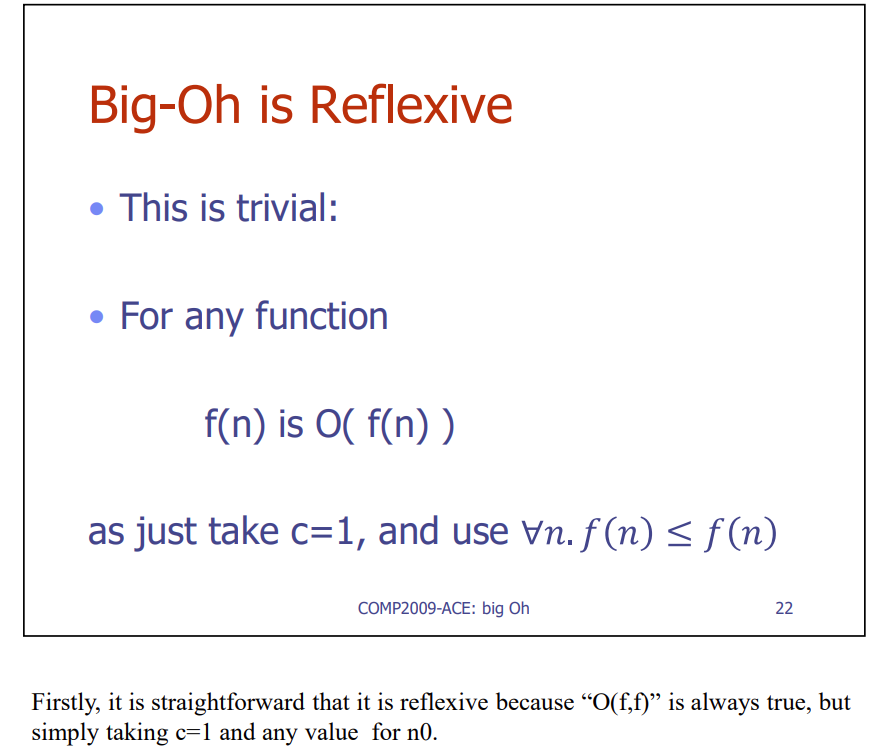 Big-Oh is Reflexive
• This is trivial:
• For any function
f(n) is O( f(n) )
as just take c=1, and use ∀n. f(n) ≤ f(n)
COMP2009-ACE: big Oh 22
Firstly, it is straightforward that it is reflexive because “O(f,f)” is always true, but
simply taking c=1 and any value for n0.